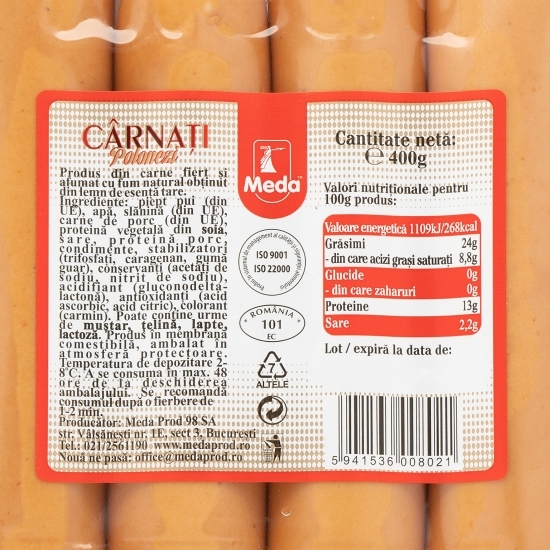 CÂRNAȚI
Polonezi
Produs din carne fiert și
afumat cu fum natural obținut
din lemn de esență tare.
Ingrediente: piept pui (din
UE), apă, slănină (din UE),
carne de porc (din UE),
proteină vegetală din soia,
sare, proteină porc,
condimente, stabilizatori
(trifosfați, caragenan, gumă
guar), conservanți (acetați de
sodiu, nitrit de sodiu),
acidifiant (gluconodelta-
lactonă), antioxidanți (acid
ascorbic, acid citric), colorant
(carmin). Poate conține urme
de muștar, țelină, lapte,
lactoză. Produs în membrană
comestibilă, ambalat în
atmosferă protectoare.
Temperatura de depozitare 2-
8°C. A se consuma în max. 48
ore de la deschiderea
ambalajului. Se recomandă
consumul după o fierbere de
1-2 min.
Producător: Meda Prod 98 SA
str. Vâlsănești nr. 1E, sect 3, București
Tel.: 021/2561190 www.medaprod.ro
Nouă ne pasă: office@medaprod.ro
Meda™
ISO 9001
ISO 22000
ROMÂNIA
101
EC
7
ALTELE
Cantitate netă:
℮ 400g
Valori nutriționale pentru
100g produs:
Valoare energetică 1109kJ/268kcal
Grăsimi 24g
- din care acizi grași saturați 8,8g
Glucide 0g
- din care zaharuri 0g
Proteine 13g
Sare 2,2g
Lot / expiră la data de:
5 941536 008021